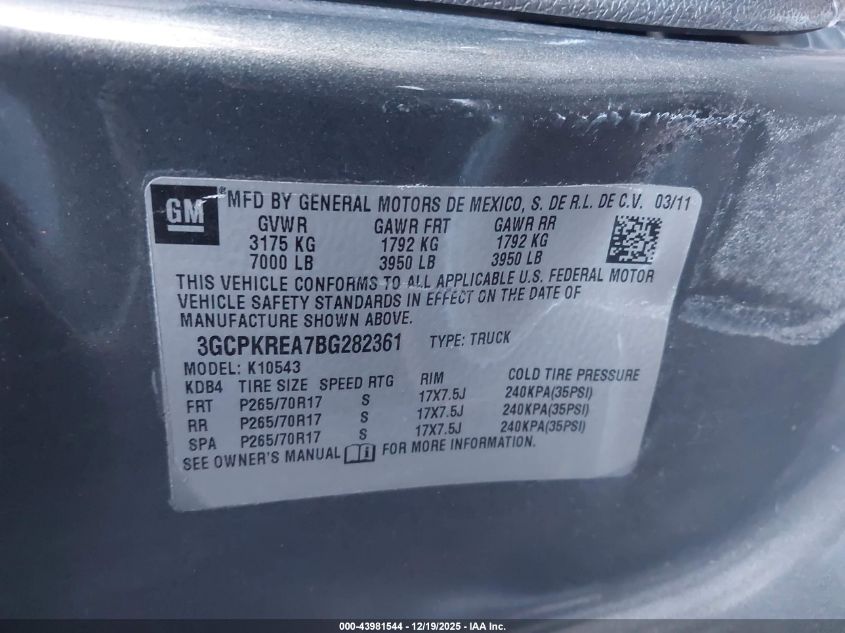 GM ® MFD BY GENERAL MOTORS DE MEXICO, S. DE R.L. DE C.V. 03/11
GVWR GAWR FRT GAWR RR
3175 KG 1792 KG 1792 KG
7000 LB 3950 LB 3950 LB
THIS VEHICLE CONFORMS TO ALL APPLICABLE U.S. FEDERAL MOTOR
VEHICLE SAFETY STANDARDS IN EFFECT ON THE DATE OF
MANUFACTURE SHOWN ABOVE.
3GCPKREA7BG282361 TYPE: TRUCK
MODEL: K10543
KDB4 TIRE SIZE SPEED RTG RIM COLD TIRE PRESSURE
FRT P265/70R17 S 17X7.5J 240KPA(35PSI)
RR P265/70R17 S 17X7.5J 240KPA(35PSI)
SPA P265/70R17 S 17X7.5J 240KPA(35PSI)
SEE OWNER'S MANUAL i FOR MORE INFORMATION.
000-43981544 - 12/19/2025 - IAA Inc.